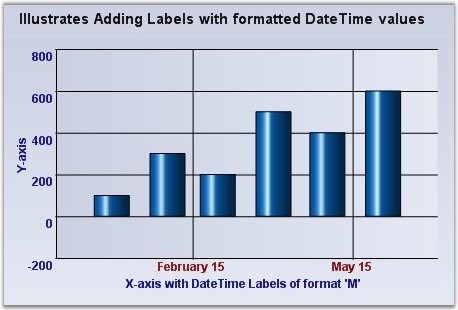 Illustrates Adding Labels with formatted DateTime values
800
600
400
200
0
-200
Y-axis
February 15
May 15
X-axis with DateTime Labels of format 'M'